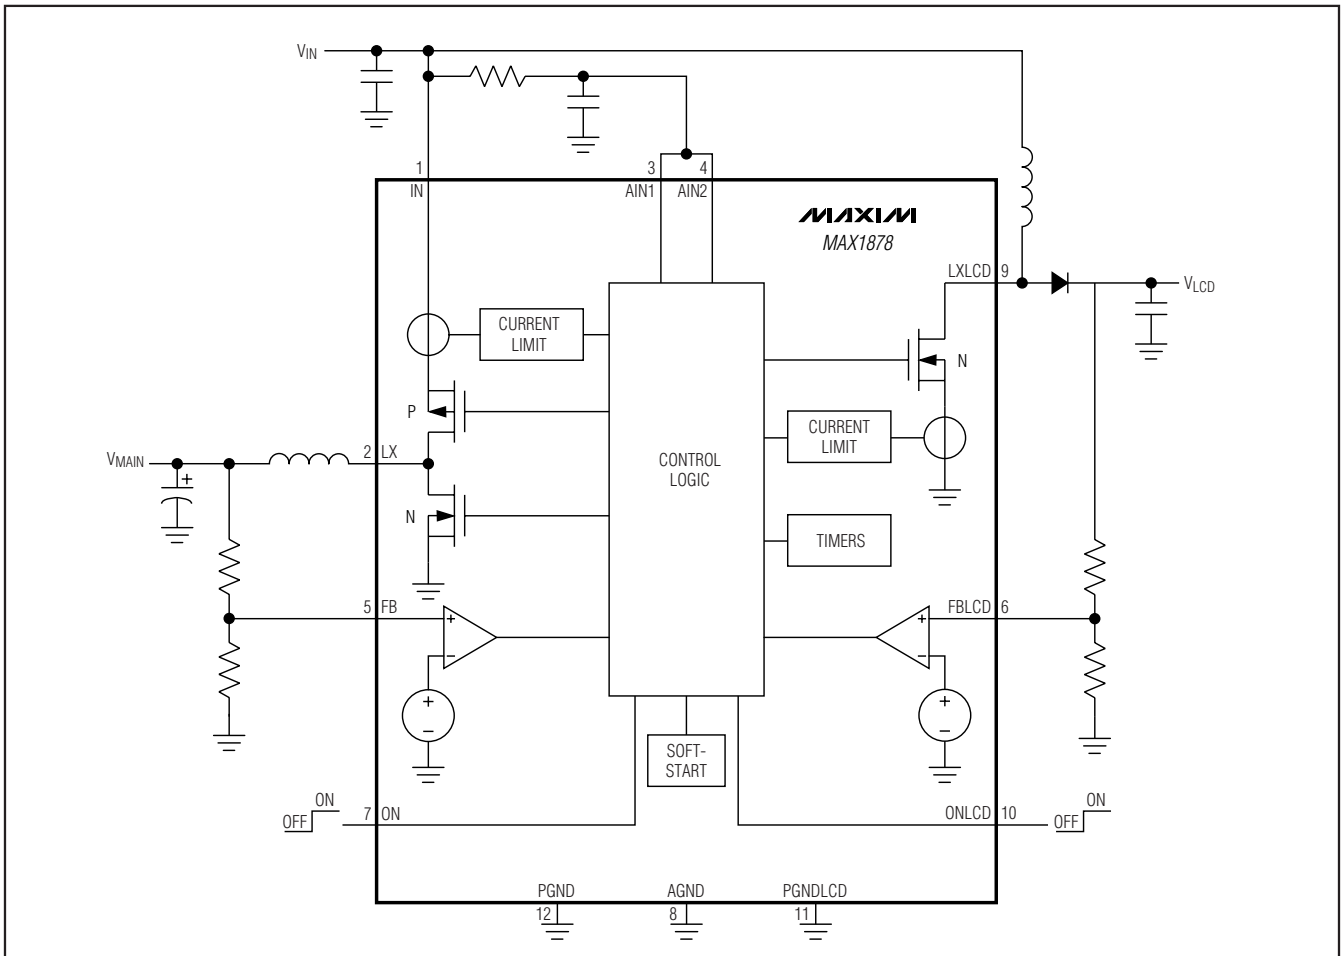 VIN
1
IN
3
4
AIN1
AIN2
MAXIM
MAX1878
LXLCD 9
VLCD
CURRENT
LIMIT
P
N
CURRENT
LIMIT
VMAIN
2 LX
+
CONTROL
LOGIC
N
TIMERS
5 FB
+
−
FBLCD 6
+
−
+
−
+
−
SOFT-
START
ON
OFF
7 ON
ONLCD 10
ON
OFF
PGND
12
AGND
8
PGNDLCD
11